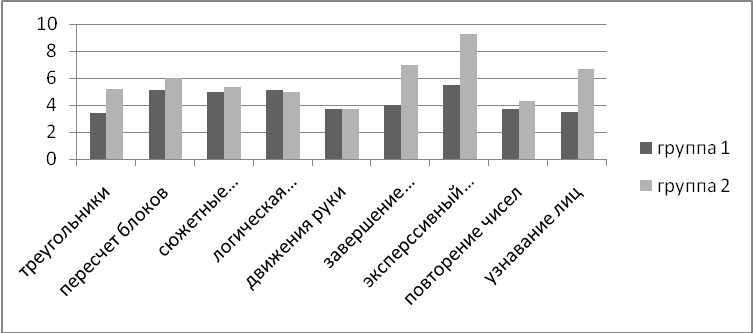 10
8
6
4
2
0
треугольники
пересчет блоков
сюжетные...
логическая...
движения руки
завершение...
эксперссивный...
повторение чисел
узнавание лиц
группа 1
группа 2